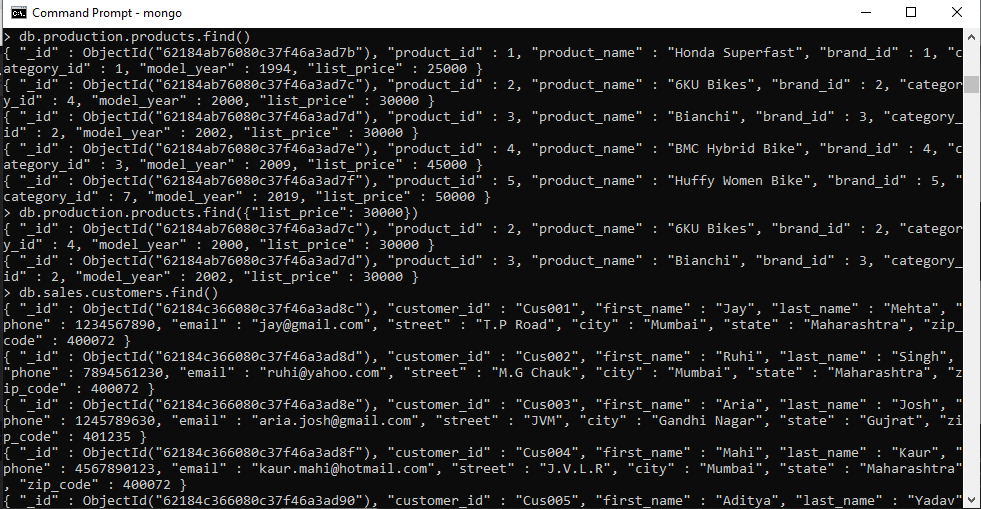 Command Prompt - mongo
> db.production.products.find()
{ "_id" : ObjectId("62184ab76080c37f46a3ad7b"), "product_id" : 1, "product_name" : "Honda Superfast", "brand_id" : 1, "c
ategory_id" : 1, "model_year" : 1994, "list_price" : 25000 }
{ "_id" : ObjectId("62184ab76080c37f46a3ad7c"), "product_id" : 2, "product_name" : "6KU Bikes", "brand_id" : 2, "categor
y_id" : 4, "model_year" : 2000, "list_price" : 30000 }
{ "_id" : ObjectId("62184ab76080c37f46a3ad7d"), "product_id" : 3, "product_name" : "Bianchi", "brand_id" : 3, "category_
id" : 2, "model_year" : 2002, "list_price" : 30000 }
{ "_id" : ObjectId("62184ab76080c37f46a3ad7e"), "product_id" : 4, "product_name" : "BMC Hybrid Bike", "brand_id" : 4, "c
ategory_id" : 3, "model_year" : 2009, "list_price" : 45000 }
{ "_id" : ObjectId("62184ab76080c37f46a3ad7f"), "product_id" : 5, "product_name" : "Huffy Women Bike", "brand_id" : 5, "
category_id" : 7, "model_year" : 2019, "list_price" : 50000 }
> db.production.products.find({"list_price": 30000})
{ "_id" : ObjectId("62184ab76080c37f46a3ad7c"), "product_id" : 2, "product_name" : "6KU Bikes", "brand_id" : 2, "categor
y_id" : 4, "model_year" : 2000, "list_price" : 30000 }
{ "_id" : ObjectId("62184ab76080c37f46a3ad7d"), "product_id" : 3, "product_name" : "Bianchi", "brand_id" : 3, "category_
id" : 2, "model_year" : 2002, "list_price" : 30000 }
> db.sales.customers.find()
{ "_id" : ObjectId("62184c366080c37f46a3ad8c"), "customer_id" : "Cus001", "first_name" : "Jay", "last_name" : "Mehta", "
phone" : 1234567890, "email" : "jay@gmail.com", "street" : "T.P Road", "city" : "Mumbai", "state" : "Maharashtra", "zip_
code" : 400072 }
{ "_id" : ObjectId("62184c366080c37f46a3ad8d"), "customer_id" : "Cus002", "first_name" : "Ruhi", "last_name" : "Singh",
"phone" : 7894561230, "email" : "ruhi@yahoo.com", "street" : "M.G Chauk", "city" : "Mumbai", "state" : "Maharashtra", "z
ip_code" : 400072 }
{ "_id" : ObjectId("62184c366080c37f46a3ad8e"), "customer_id" : "Cus003", "first_name" : "Aria", "last_name" : "Josh", "
phone" : 1245789630, "email" : "aria.josh@gmail.com", "street" : "JVM", "city" : "Gandhi Nagar", "state" : "Gujrat", "zi
p_code" : 401235 }
{ "_id" : ObjectId("62184c366080c37f46a3ad8f"), "customer_id" : "Cus004", "first_name" : "Mahi", "last_name" : "Kaur", "
phone" : 4567890123, "email" : "kaur.mahi@hotmail.com", "street" : "J.V.L.R", "city" : "Mumbai", "state" : "Maharashtra"
, "zip_code" : 400072 }
{ "_id" : ObjectId("62184c366080c37f46a3ad90"), "customer_id" : "Cus005", "first_name" : "Aditya", "last_name" : "Yadav"